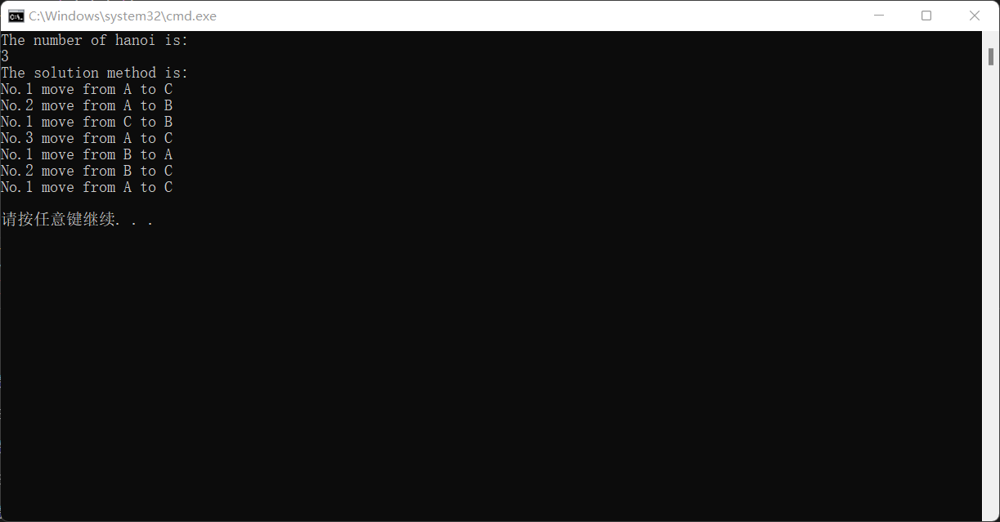 C:\Windows\system32\cmd.exe
The number of hanoi is:
3
The solution method is:
No.1 move from A to C
No.2 move from A to B
No.1 move from C to B
No.3 move from A to C
No.1 move from B to A
No.2 move from B to C
No.1 move from A to C
请按任意键继续. . .